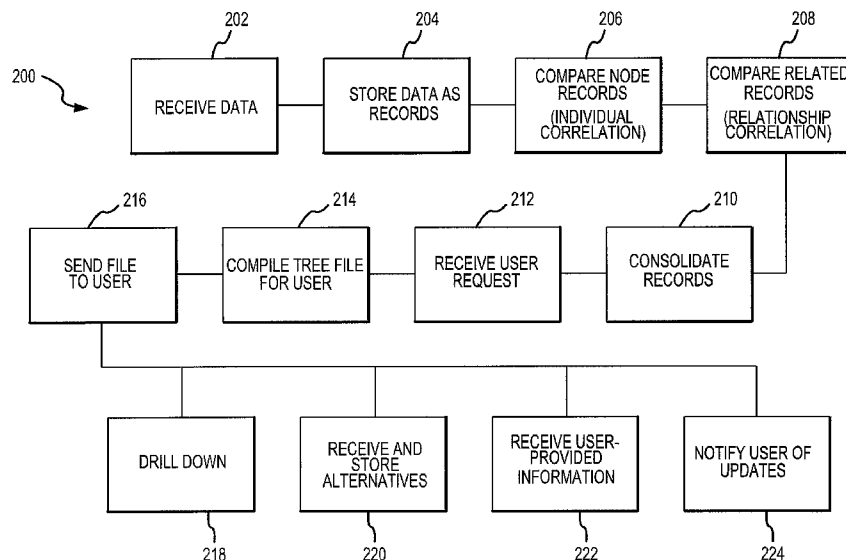 202
204
206
208
200
RECEIVE DATA
STORE DATA AS
RECORDS
COMPARE NODE
RECORDS
(INDIVIDUAL
CORRELATION)
COMPARE RELATED
RECORDS
(RELATIONSHIP
CORRELATION)
216
214
212
210
SEND FILE
TO USER
COMPILE TREE FILE
FOR USER
RECEIVE USER
REQUEST
CONSOLIDATE
RECORDS
DRILL DOWN
RECEIVE AND
STORE
ALTERNATIVES
RECEIVE USER-
PROVIDED
INFORMATION
NOTIFY USER OF
UPDATES
218
220
222
224